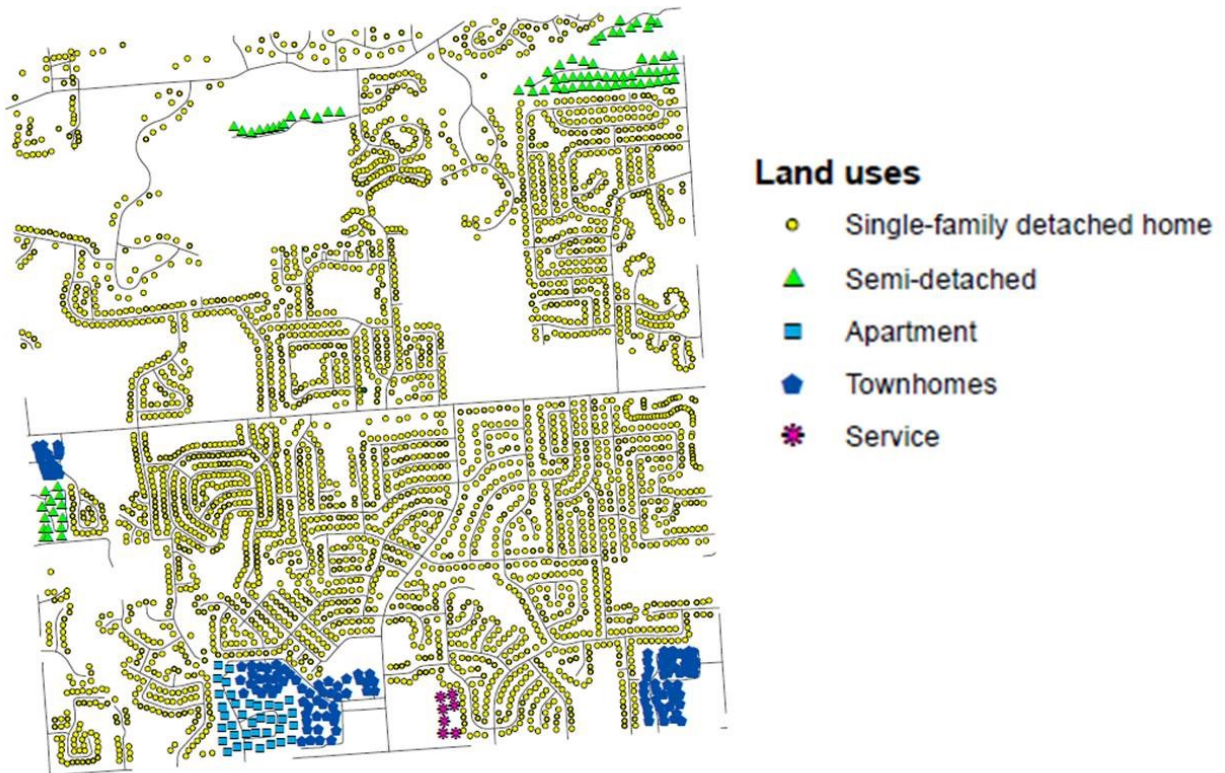 Land uses
Single-family detached home
Semi-detached
Apartment
Townhomes
Service